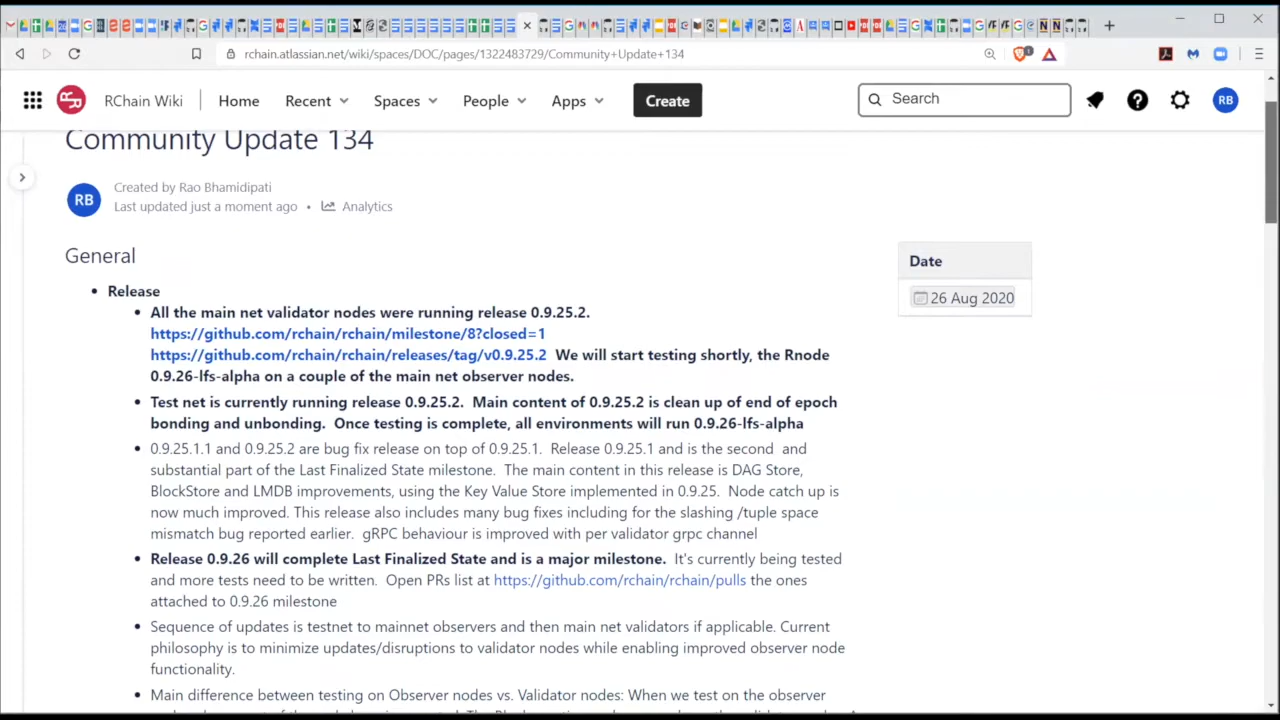 rchain.atlassian.net/wiki/spaces/DOC/pages/1322483729/Community+Update+134
RChain Wiki
Home
Recent
Spaces
People
Apps
Create
Search
RB
Community Update 134
RB
Created by Rao Bhamidipati
Last updated just a moment ago • Analytics
General
Date
26 Aug 2020
• Release
• All the main net validator nodes were running release 0.9.25.2.
https://github.com/rchain/rchain/milestone/8?closed=1
https://github.com/rchain/rchain/releases/tag/v0.9.25.2 We will start testing shortly, the Rnode
0.9.26-lfs-alpha on a couple of the main net observer nodes.
• Test net is currently running release 0.9.25.2. Main content of 0.9.25.2 is clean up of end of epoch
bonding and unbonding. Once testing is complete, all environments will run 0.9.26-lfs-alpha
• 0.9.25.1.1 and 0.9.25.2 are bug fix release on top of 0.9.25.1. Release 0.9.25.1 and is the second and
substantial part of the Last Finalized State milestone. The main content in this release is DAG Store,
BlockStore and LMDB improvements, using the Key Value Store implemented in 0.9.25. Node catch up is
now much improved. This release also includes many bug fixes including for the slashing /tuple space
mismatch bug reported earlier. gRPC behaviour is improved with per validator grpc channel
• Release 0.9.26 will complete Last Finalized State and is a major milestone. It's currently being tested
and more tests need to be written. Open PRs list at https://github.com/rchain/rchain/pulls the ones
attached to 0.9.26 milestone
• Sequence of updates is testnet to mainnet observers and then main net validators if applicable. Current
philosophy is to minimize updates/disruptions to validator nodes while enabling improved observer node
functionality.
• Main difference between testing on Observer nodes vs. Validator nodes: When we test on the observer